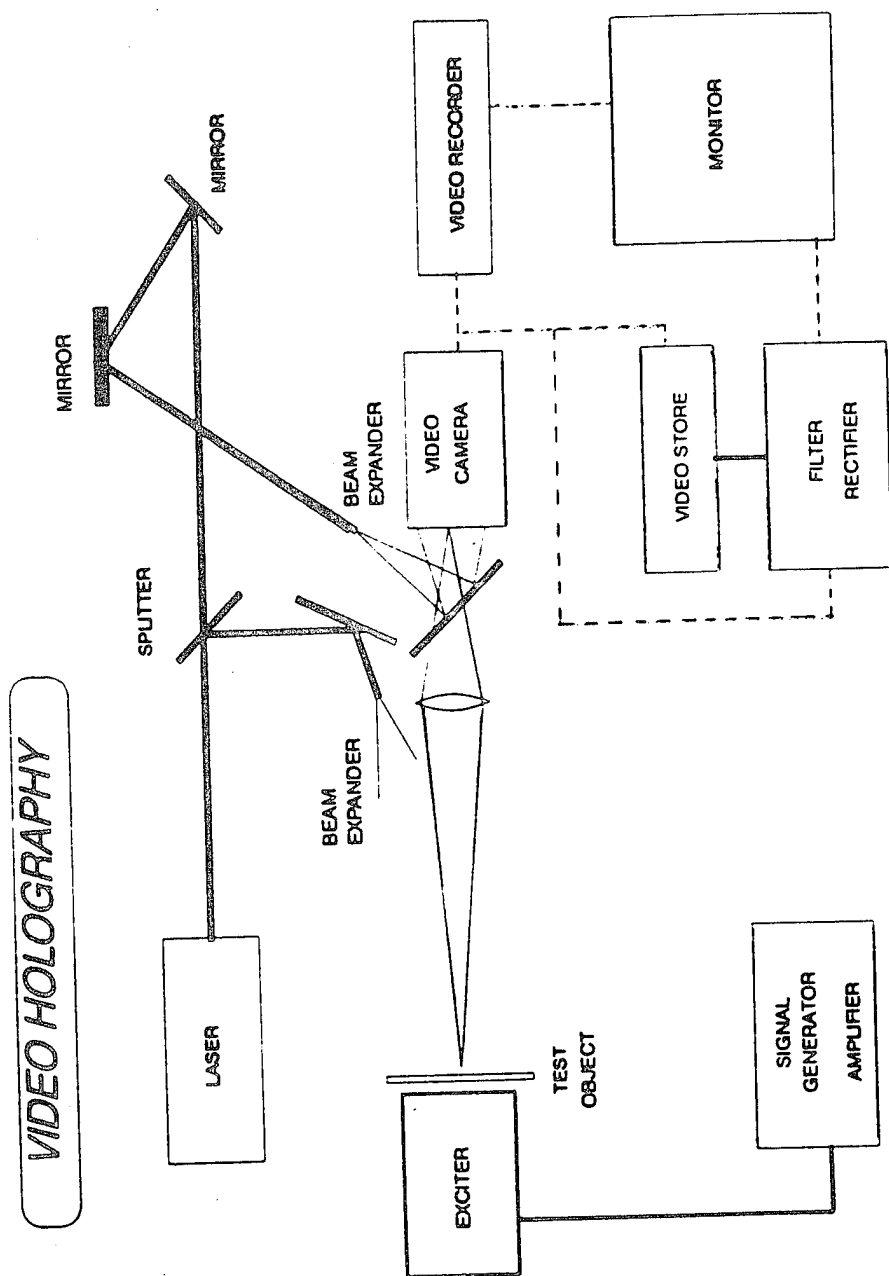 VIDEO HOLOGRAPHY
LASER
SPLITTER
MIRROR
MIRROR
BEAM
EXPANDER
BEAM
EXPANDER
EXCITER
TEST
OBJECT
VIDEO
CAMERA
VIDEO RECORDER
SIGNAL
GENERATOR
AMPLIFIER
VIDEO STORE
FILTER
RECTIFIER
MONITOR